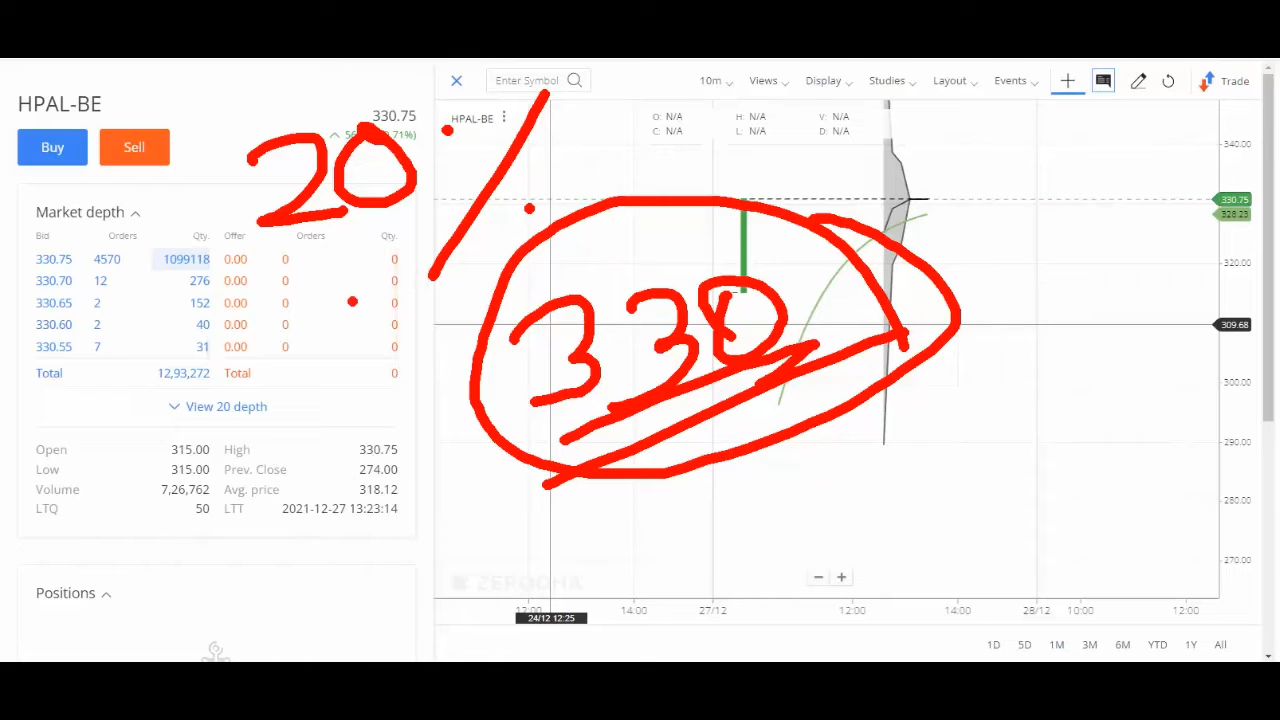 Enter Symbol
10m Views Display Studies Layout Events Trade
HPAL-BE
330.75
Buy Sell
20%
HPAL-BE
O: N/A H: N/A V: N/A
C: N/A L: N/A D: N/A
Market depth
Bid Orders Qty. Offer Orders Qty.
330.75 4570 1099118 0.00 0 0
330.70 12 276 0.00 0 0
330.65 2 152 0.00 0 0
330.60 2 40 0.00 0 0
330.55 7 31 0.00 0 0
Total 12,93,272 Total 0
View 20 depth
Open 315.00 High 330.75
Low 315.00 Prev. Close 274.00
Volume 7,26,762 Avg. price 318.12
LTQ 50 LTT 2021-12-27 13:23:14
Positions
330
340.00
330.75
328.23
320.00
309.68
300.00
290.00
280.00
270.00
ZERODHA
12:00 14:00 27/12 12:00 14:00 28/12 10:00 12:00
24/12 12:25
1D 5D 1M 3M 6M YTD 1Y All